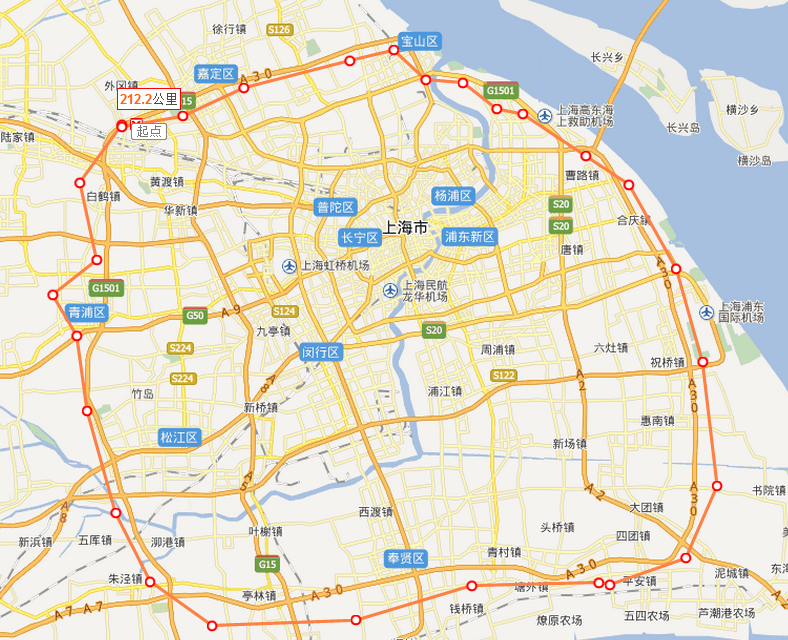 徐行镇
S126
宝山区
长兴乡
嘉定区
A30
外冈镇
G1501
212.2公里
15
上海高东海
上救助机场
横沙乡
长兴岛
起点
陆家镇
横沙岛
曹路镇
黄渡镇
白鹤镇
杨浦区
华新镇
普陀区
S20
合庆镇
上海市
S20
长宁区
浦东新区
唐镇
上海虹桥机场
A30
G1501
上海民航
龙华机场
青浦区
G50
A9
S124
上海浦东
国际机场
九亭镇
S20
S224
闵行区
周浦镇
六灶镇
祝桥镇
S224
A8
S122
A2
竹岛
浦江镇
A30
新桥镇
惠南镇
松江区
新场镇
A5
A2
A30
书院镇
A8
西渡镇
大团镇
叶榭镇
头桥镇
四团镇
新浜镇
五厍镇
泖港镇
青村镇
奉贤区
G15
朱泾镇
A30
泥城镇
东海
塘外镇
平安镇
亭林镇
A30
A7 A7
钱桥镇
燎原农场
五四农场
芦潮港农场